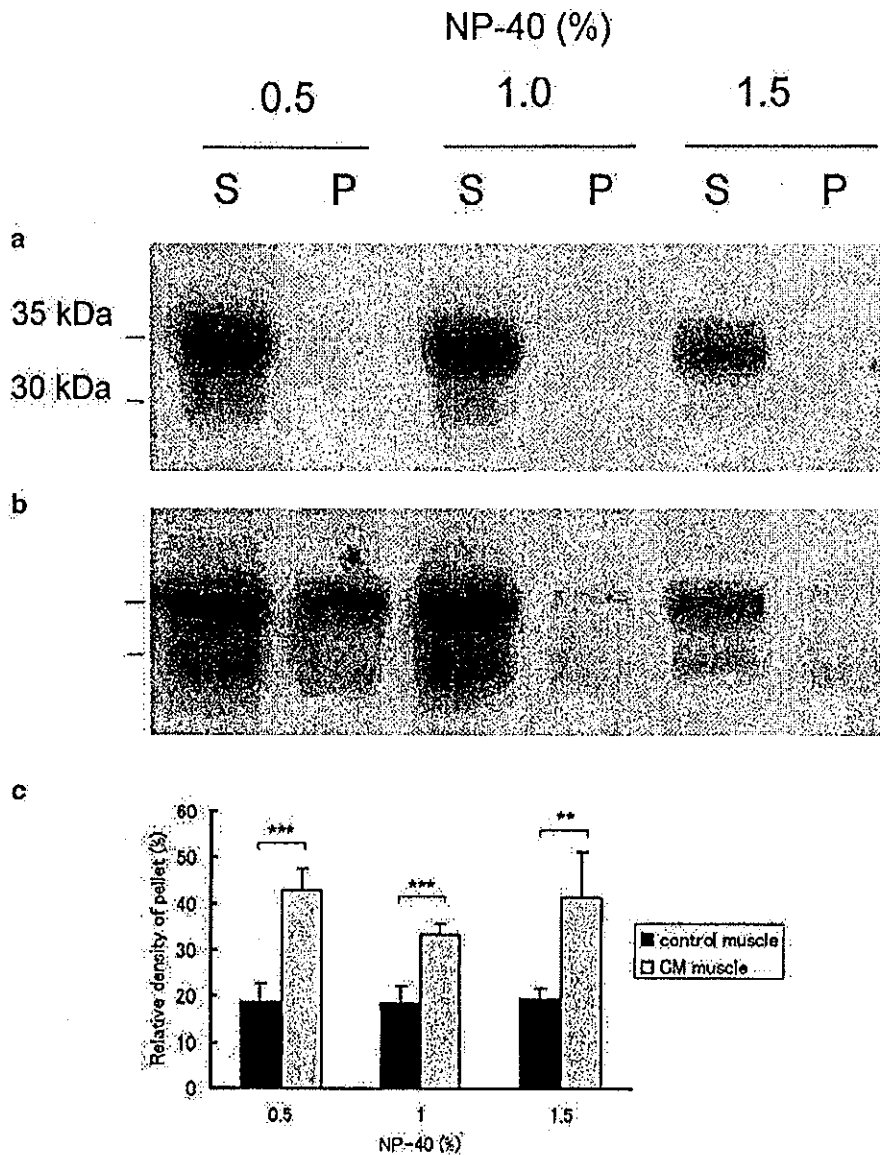 NP-40 (%)
0.5 1.0 1.5
S P S P S P
a
35 kDa
30 kDa
b
c
Relative density of pellet (%)
60
50
40
30
20
10
0
*** *** **
0.5 1 1.5
NP-40 (%)
control muscle
CM muscle